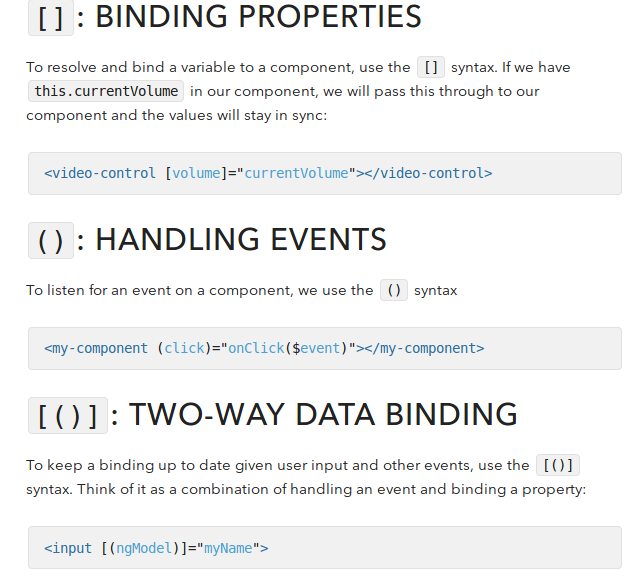 []: BINDING PROPERTIES
To resolve and bind a variable to a component, use the [] syntax. If we have
this.currentVolume in our component, we will pass this through to our
component and the values will stay in sync:
<video-control [volume]="currentVolume"></video-control>
(): HANDLING EVENTS
To listen for an event on a component, we use the () syntax
<my-component (click)="onClick($event)"></my-component>
[()]: TWO-WAY DATA BINDING
To keep a binding up to date given user input and other events, use the [()]
syntax. Think of it as a combination of handling an event and binding a property:
<input [(ngModel)]="myName">